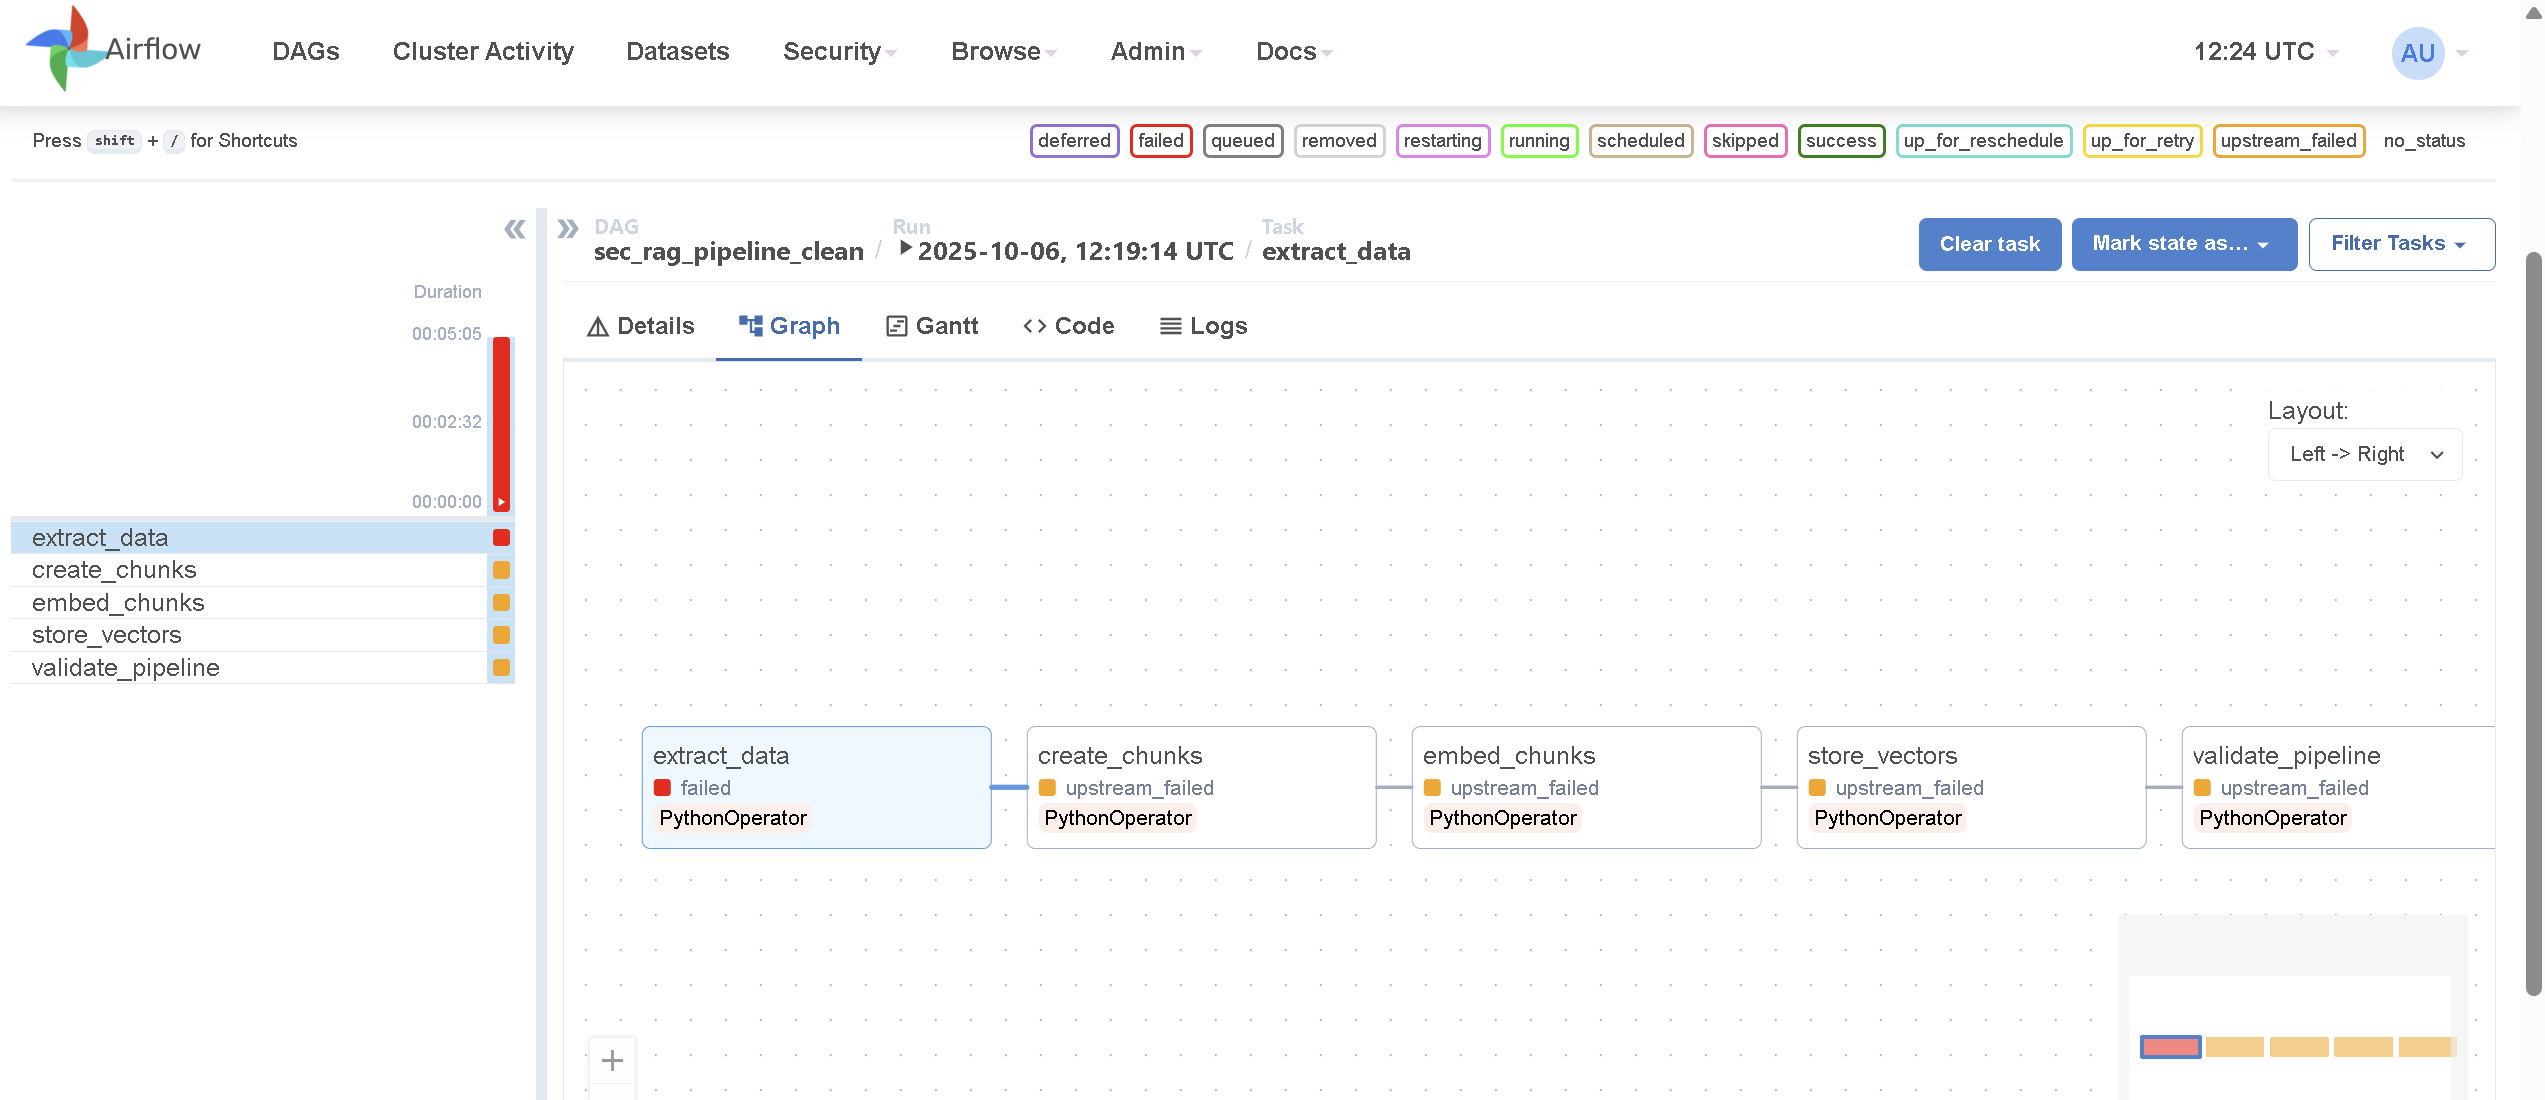 Airflow DAGs Cluster Activity Datasets Security Browse Admin Docs 12:24 UTC AU
Press shift + / for Shortcuts deferred failed queued removed restarting running scheduled skipped success up_for_reschedule up_for_retry upstream_failed no_status
DAG Run Task
sec_rag_pipeline_clean / 2025-10-06, 12:19:14 UTC / extract_data
Clear task Mark state as... Filter Tasks
Details Graph Gantt Code Logs
Duration
00:05:05
00:02:32
00:00:00
extract_data
create_chunks
embed_chunks
store_vectors
validate_pipeline
Layout:
Left -> Right
extract_data
failed
PythonOperator
create_chunks
upstream_failed
PythonOperator
embed_chunks
upstream_failed
PythonOperator
store_vectors
upstream_failed
PythonOperator
validate_pipeline
upstream_failed
PythonOperator